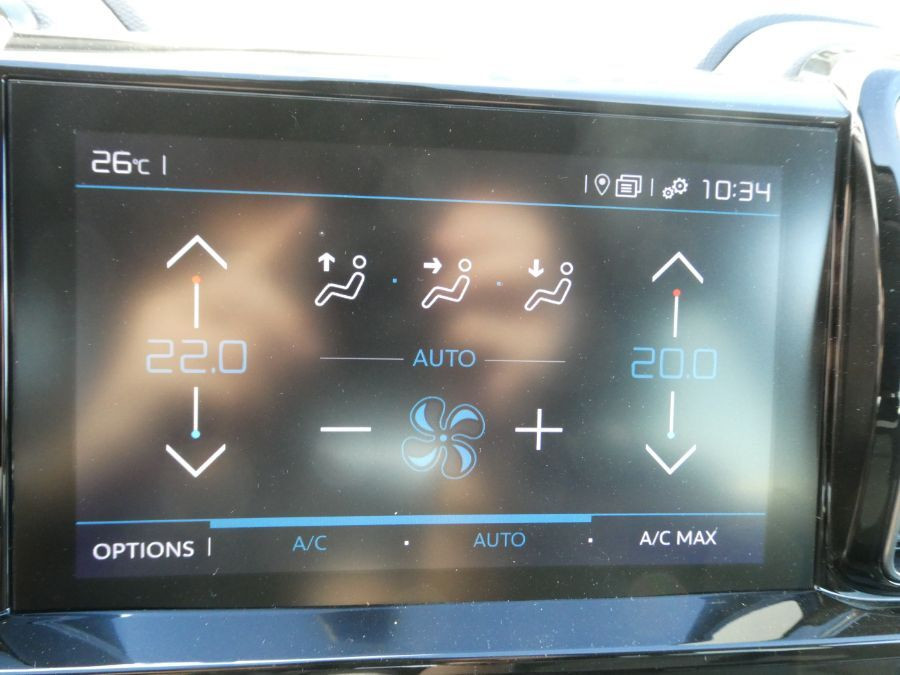 26°C
10:34
22.0
AUTO
20.0
OPTIONS A/C AUTO A/C MAX